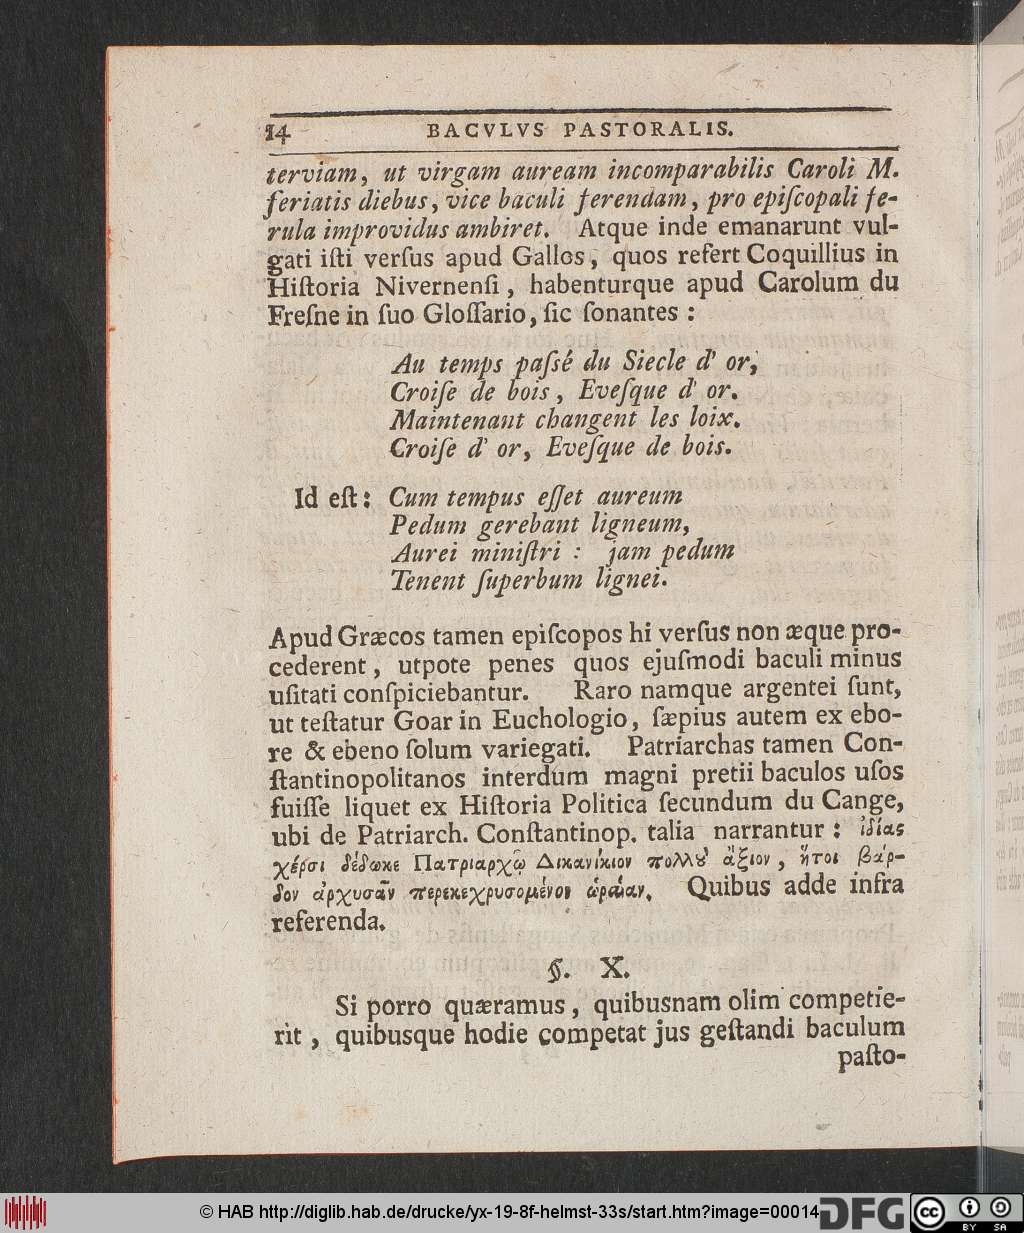 14 BACVLVS PASTORALIS.
terviam, ut virgam auream incomparabilis Caroli M.
feriatis diebus, vice baculi ferendam, pro epiſcopali fe-
rula improvidus ambiret. Atque inde emanarunt vul-
gati iſti verſus apud Gallos, quos refert Coquillius in
Hiſtoria Nivernenſi, habenturque apud Carolum du
Freſne in ſuo Gloſſario, ſic ſonantes :
Au temps paſsé du Siecle d' or,
Croiſe de bois, Eveſque d' or.
Maintenant changent les loix.
Croiſe d' or, Eveſque de bois.
Id eſt: Cum tempus eſſet aureum
Pedum gerebant ligneum,
Aurei miniſtri : jam pedum
Tenent ſuperbum lignei.
Apud Græcos tamen epiſcopos hi verſus non æque pro-
cederent, utpote penes quos ejuſmodi baculi minus
uſitati conſpiciebantur. Raro namque argentei ſunt,
ut teſtatur Goar in Euchologio, ſæpius autem ex ebo-
re & ebeno ſolum variegati. Patriarchas tamen Con-
ſtantinopolitanos interdum magni pretii baculos uſos
fuiſſe liquet ex Hiſtoria Politica ſecundum du Cange,
ubi de Patriarch. Conſtantinop. talia narrantur : ἰδίας
χέρσι δέδωκε Πατριαρχῷ Δικανίκιον πολλȣ́ ἄξιον, ἤτοι βάρ-
δον ἀρχυσᾶν περεκεχρυσομένον ὡραίαν. Quibus adde infra
referenda.
§. X.
Si porro quæramus, quibusnam olim competie-
rit, quibusque hodie competat jus geſtandi baculum
paſto-
© HAB http://diglib.hab.de/drucke/yx-19-8f-helmst-33s/start.htm?image=00014
DFG
cc BY SA